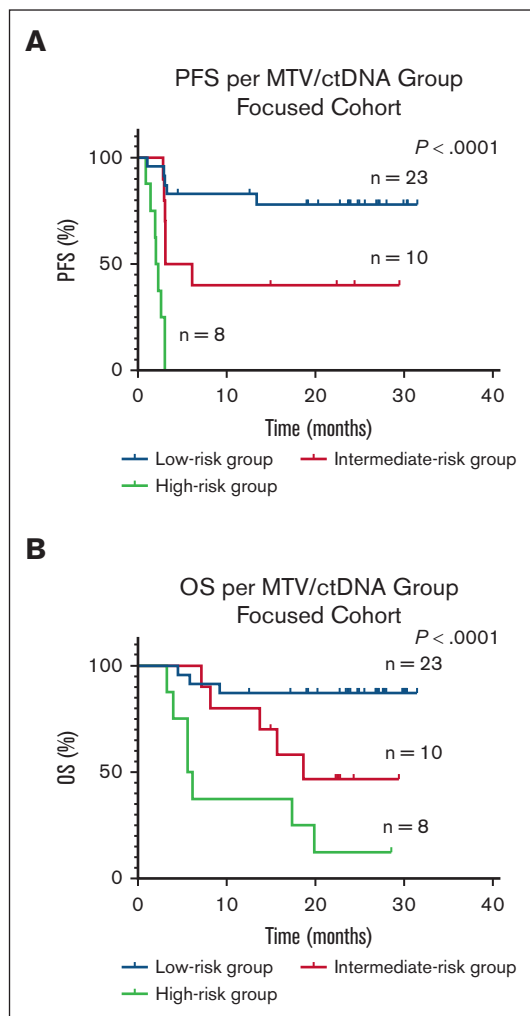 A
PFS per MTV/ctDNA Group
Focused Cohort
P < .0001
100
n = 23
PFS (%)
50
n = 10
n = 8
0
0 10 20 30 40
Time (months)
Low-risk group Intermediate-risk group
High-risk group
B
OS per MTV/ctDNA Group
Focused Cohort
P < .0001
100
n = 23
OS (%)
50
n = 10
n = 8
0
0 10 20 30 40
Time (months)
Low-risk group Intermediate-risk group
High-risk group